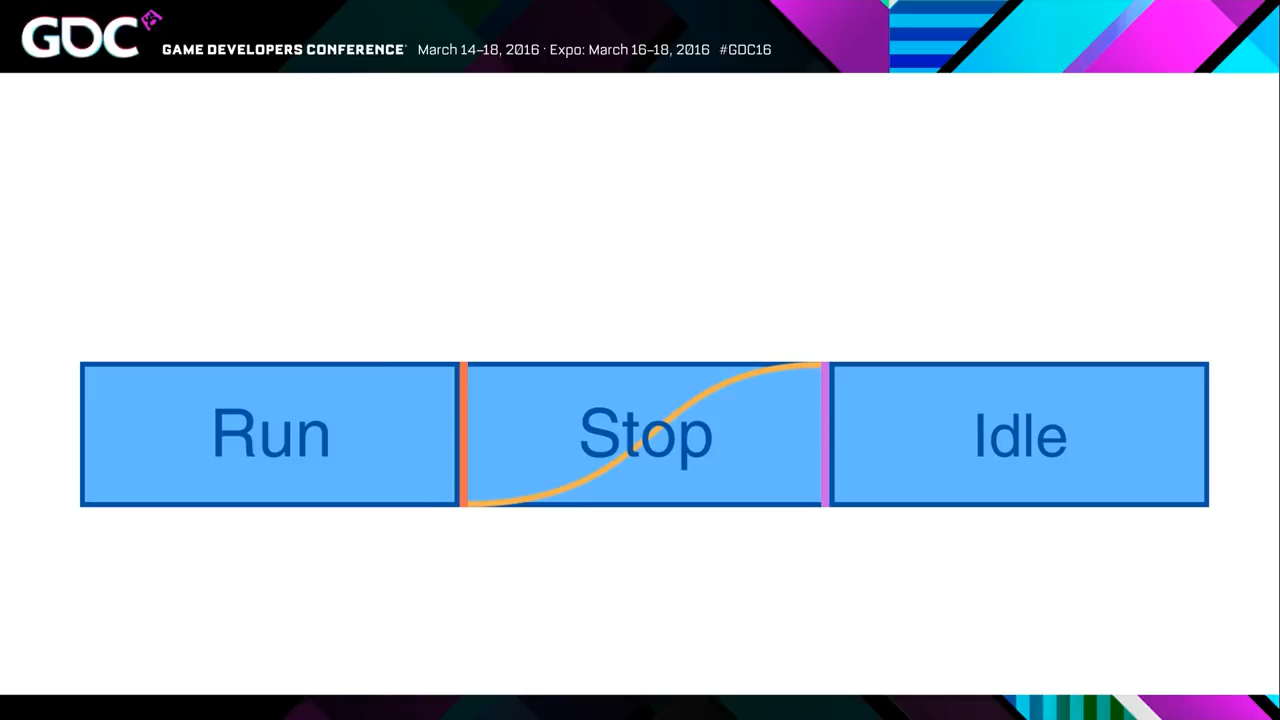 GDC
GAME DEVELOPERS CONFERENCE March 14–18, 2016 · Expo: March 16–18, 2016 #GDC16
Run Stop Idle